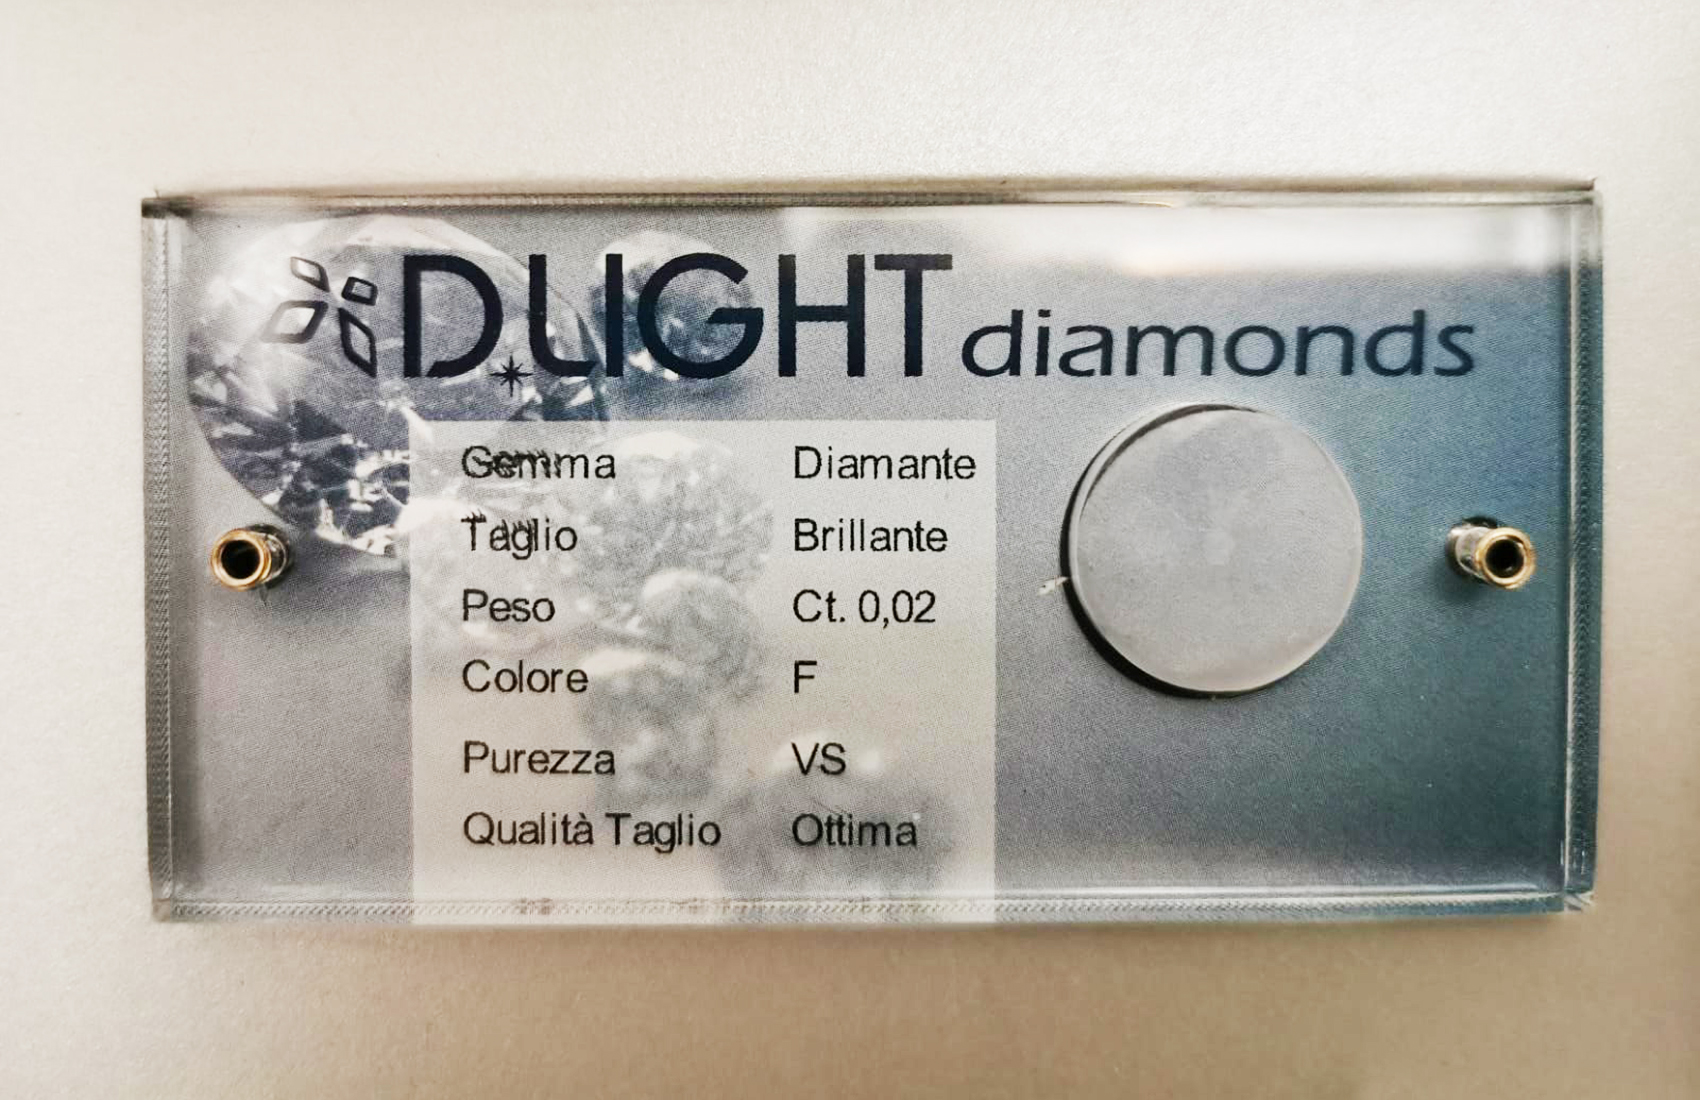 D.LIGHT diamonds
Gemma Diamante
Taglio Brillante
Peso Ct. 0,02
Colore F
Purezza VS
Qualità Taglio Ottima